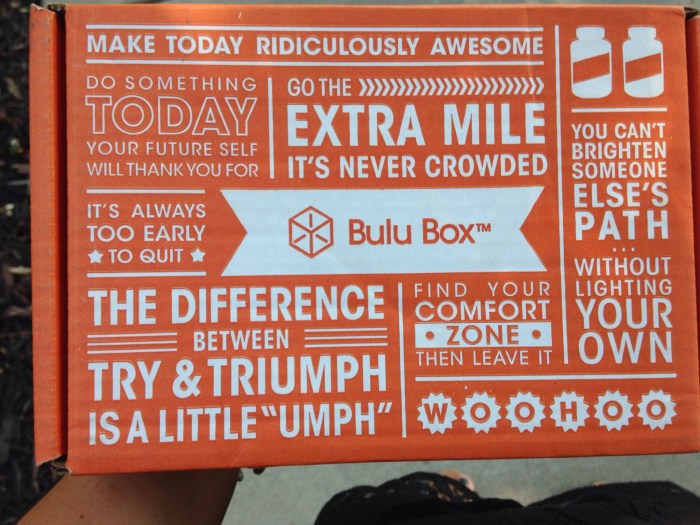 MAKE TODAY RIDICULOUSLY AWESOME
DO SOMETHING
TODAY
YOUR FUTURE SELF
WILL THANK YOU FOR
GO THE
EXTRA MILE
IT'S NEVER CROWDED
YOU CAN'T
BRIGHTEN
SOMEONE
ELSE'S
PATH
...
WITHOUT
LIGHTING
YOUR
OWN
IT'S ALWAYS
TOO EARLY
★ TO QUIT ★
Bulu Box™
THE DIFFERENCE
BETWEEN
TRY & TRIUMPH
IS A LITTLE "UMPH"
FIND YOUR
COMFORT
• ZONE •
THEN LEAVE IT
WOOHOO